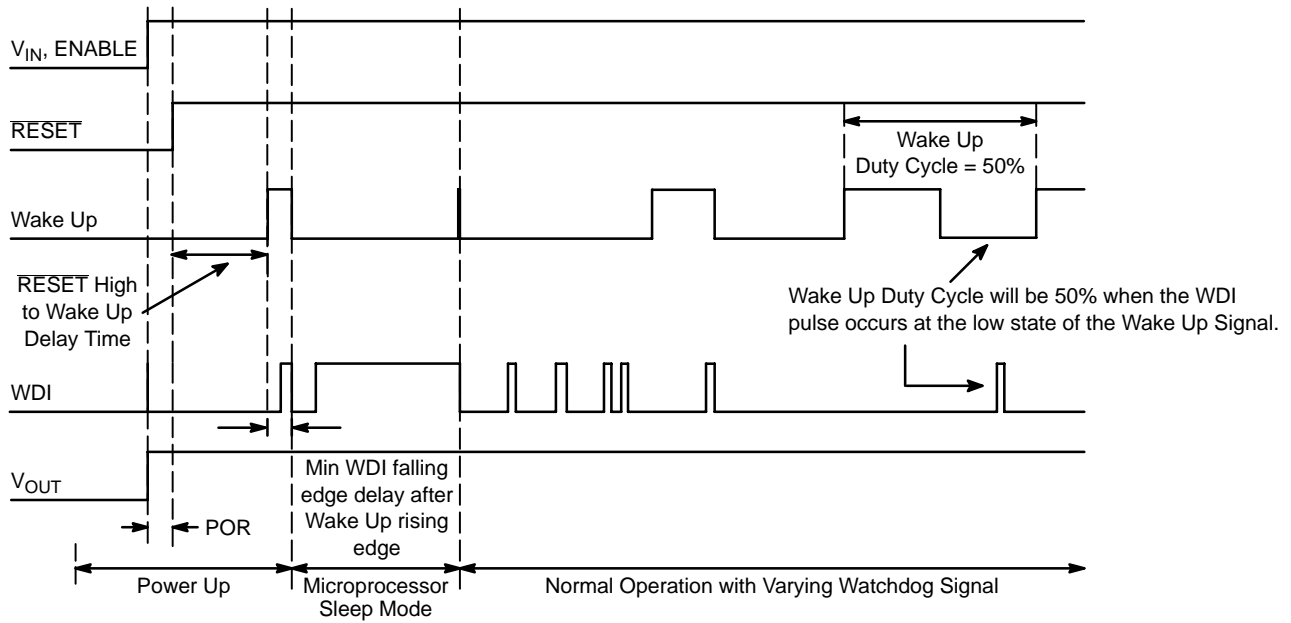 VIN, ENABLE
RESET
Wake Up
Duty Cycle = 50%
Wake Up
RESET High
to Wake Up
Delay Time
Wake Up Duty Cycle will be 50% when the WDI
pulse occurs at the low state of the Wake Up Signal.
WDI
VOUT
Min WDI falling
edge delay after
Wake Up rising
edge
POR
Power Up
Microprocessor
Sleep Mode
Normal Operation with Varying Watchdog Signal